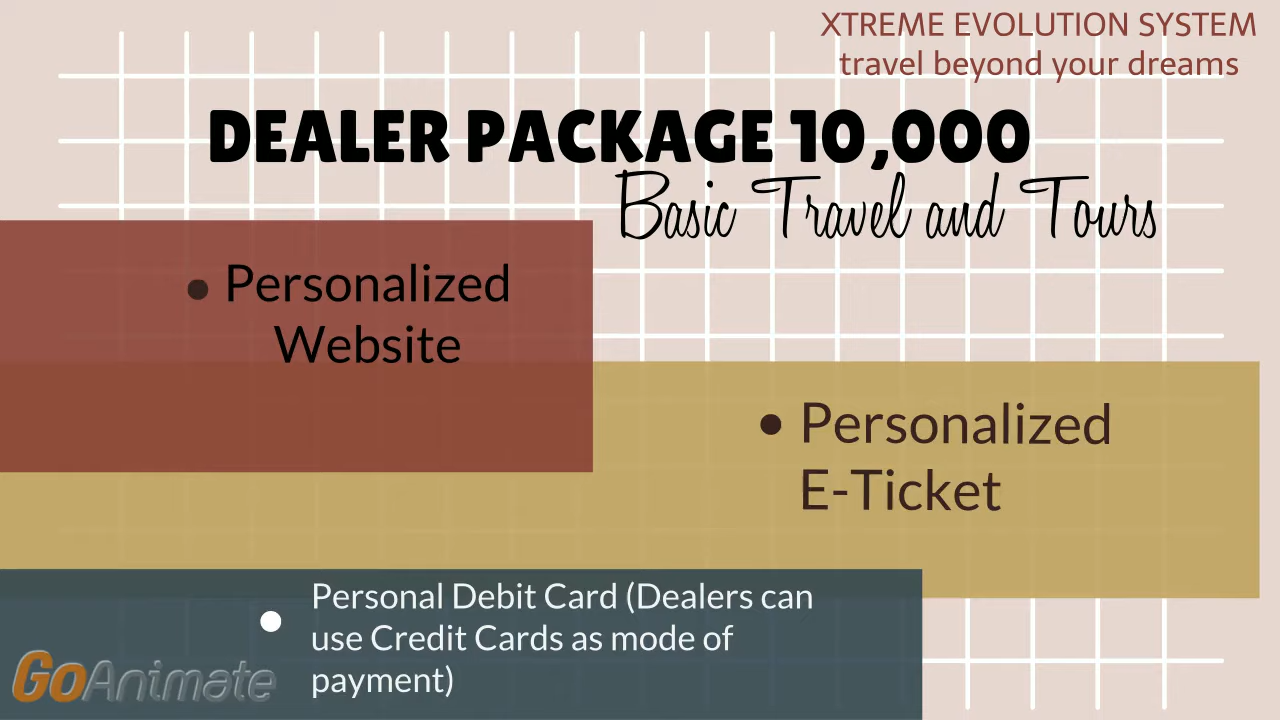 XTREME EVOLUTION SYSTEM
travel beyond your dreams
DEALER PACKAGE 10,000
Basic Travel and Tours
• Personalized
Website
• Personalized
E-Ticket
• Personal Debit Card (Dealers can
use Credit Cards as mode of
payment)
GoAnimate